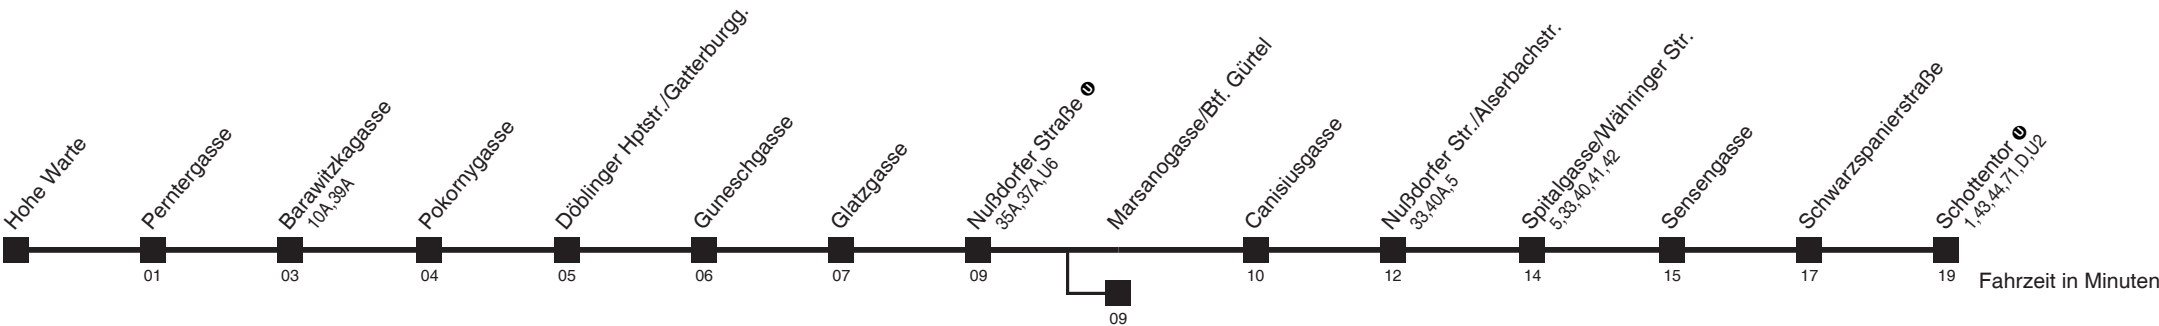 Hohe Warte
Perntergasse
01
Barawitzkagasse
10A,39A
03
Pokornygasse
04
Döblinger Hptstr./Gatterburgg.
05
Guneschgasse
06
Glatzgasse
07
Nußdorfer Straße U
35A,37A,U6
09
Marsanogasse/Btf. Gürtel
09
Canisiusgasse
10
Nußdorfer Str./Alserbachstr.
33,40A,5
12
Spitalgasse/Währinger Str.
5,33,40,41,42
14
Sensengasse
15
Schwarzspanierstraße
17
Schottentor U
1,43,44,71,D,U2
19
Fahrzeit in Minuten